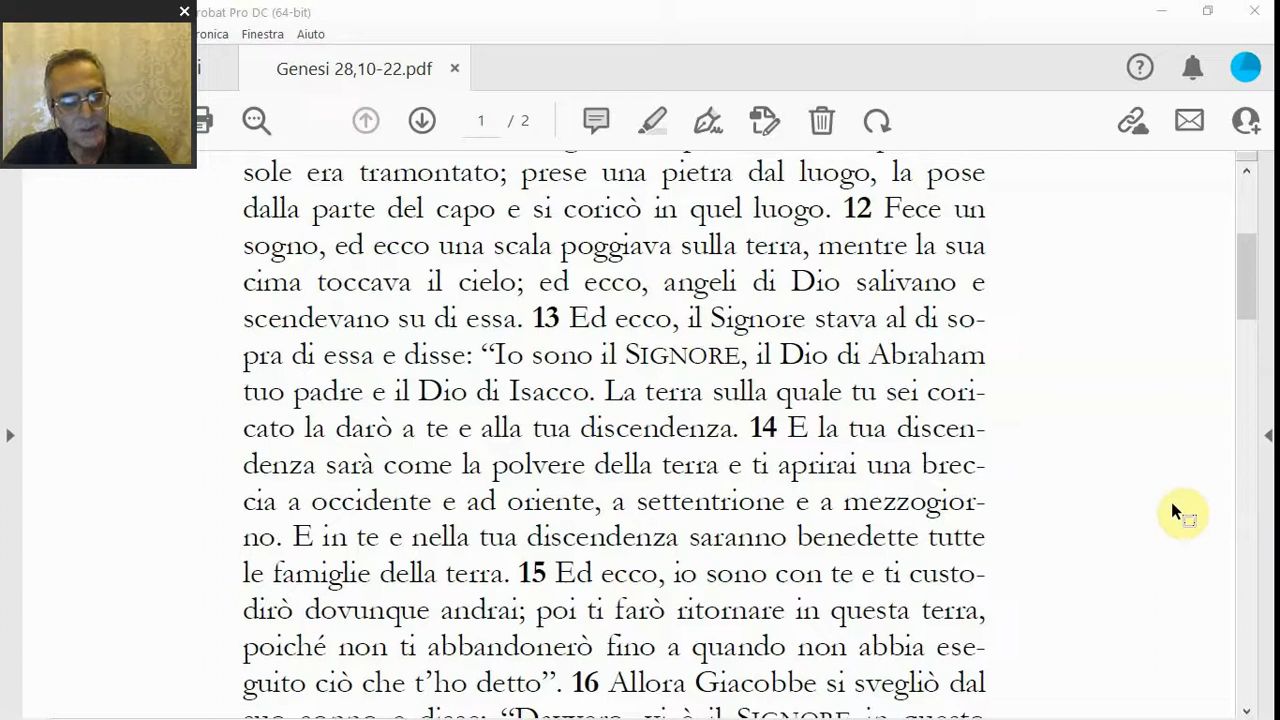 robat Pro DC (64-bit)
ronica Finestra Aiuto
i
Genesi 28,10-22.pdf
1 / 2
sole era tramontato; prese una pietra dal luogo, la pose
dalla parte del capo e si coricò in quel luogo. 12 Fece un
sogno, ed ecco una scala poggiava sulla terra, mentre la sua
cima toccava il cielo; ed ecco, angeli di Dio salivano e
scendevano su di essa. 13 Ed ecco, il Signore stava al di so-
pra di essa e disse: “Io sono il SIGNORE, il Dio di Abraham
tuo padre e il Dio di Isacco. La terra sulla quale tu sei cori-
cato la darò a te e alla tua discendenza. 14 E la tua discen-
denza sarà come la polvere della terra e ti aprirai una brec-
cia a occidente e ad oriente, a settentrione e a mezzogior-
no. E in te e nella tua discendenza saranno benedette tutte
le famiglie della terra. 15 Ed ecco, io sono con te e ti custo-
dirò dovunque andrai; poi ti farò ritornare in questa terra,
poiché non ti abbandonerò fino a quando non abbia ese-
guito ciò che t’ho detto”. 16 Allora Giacobbe si svegliò dal
suo sonno e disse: “Davvero, vi è il SIGNORE in questo